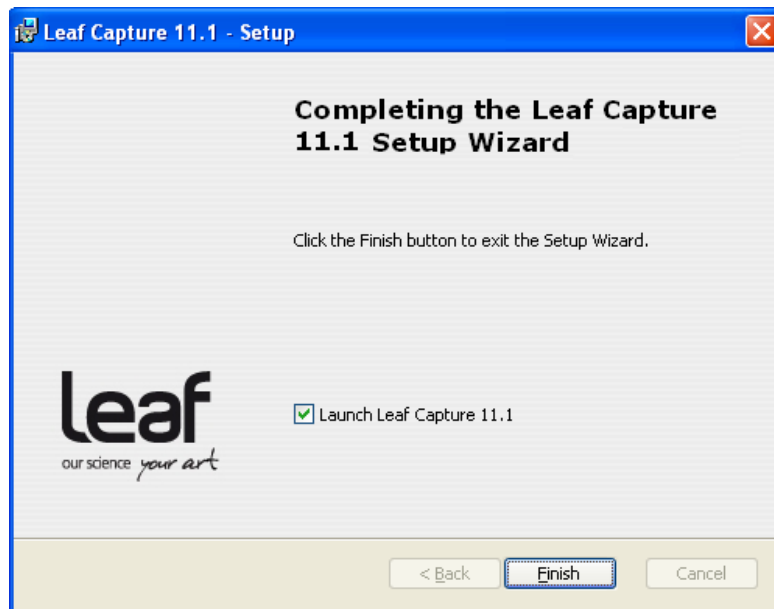 Leaf Capture 11.1 - Setup
Completing the Leaf Capture
11.1 Setup Wizard
Click the Finish button to exit the Setup Wizard.
leaf
our science your art
Launch Leaf Capture 11.1
< Back
Finish
Cancel